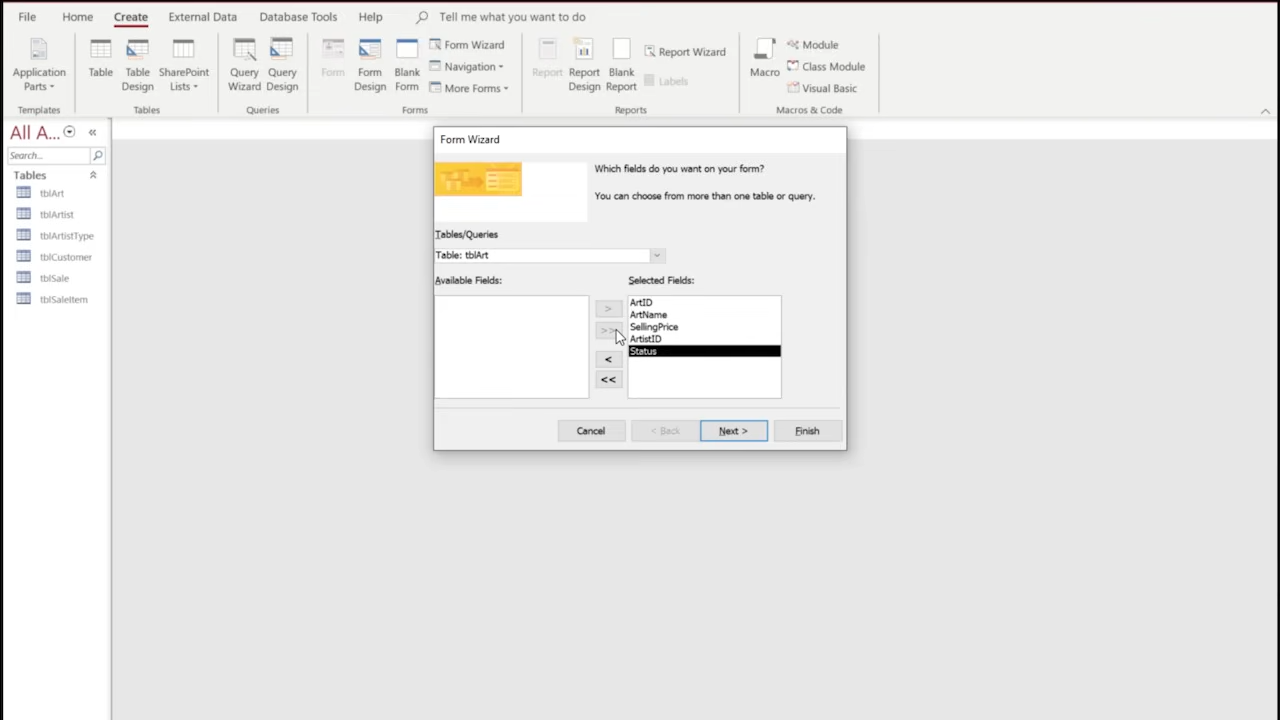 File Home Create External Data Database Tools Help Tell me what you want to do
Application Parts Table Table Design SharePoint Lists Query Wizard Query Design Form Form Design Blank Form Form Wizard Navigation More Forms Report Report Design Blank Report Report Wizard Labels Macro Module Class Module Visual Basic
Templates Tables Queries Forms Reports Macros & Code
All A... «
Search...
Tables
tblArt
tblArtist
tblArtistType
tblCustomer
tblSale
tblSaleItem
Form Wizard
Which fields do you want on your form?
You can choose from more than one table or query.
Tables/Queries
Table: tblArt
Available Fields: Selected Fields:
ArtID
ArtName
SellingPrice
ArtistID
Status
>
>>
<
<<
Cancel < Back Next > Finish